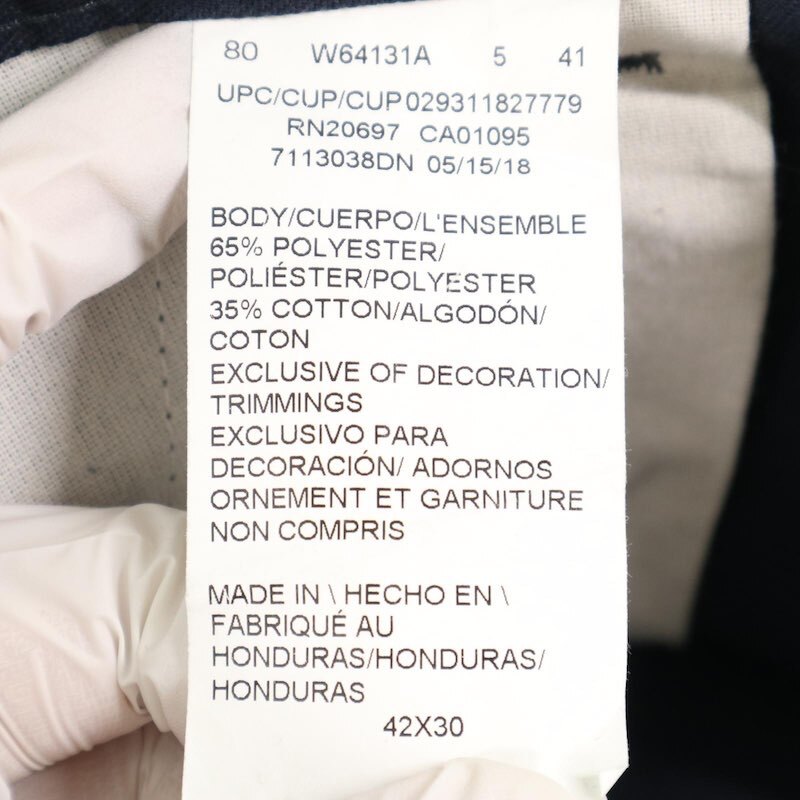 80 W64131A 5 41
UPC/CUP/CUP 029311827779
RN20697 CA01095
7113038DN 05/15/18
BODY/CUERPO/L'ENSEMBLE
65% POLYESTER/
POLIÉSTER/POLYESTER
35% COTTON/ALGODÓN/
COTON
EXCLUSIVE OF DECORATION/
TRIMMINGS
EXCLUSIVO PARA
DECORACIÓN/ ADORNOS
ORNEMENT ET GARNITURE
NON COMPRIS
MADE IN \ HECHO EN \
FABRIQUÉ AU
HONDURAS/HONDURAS/
HONDURAS
42X30